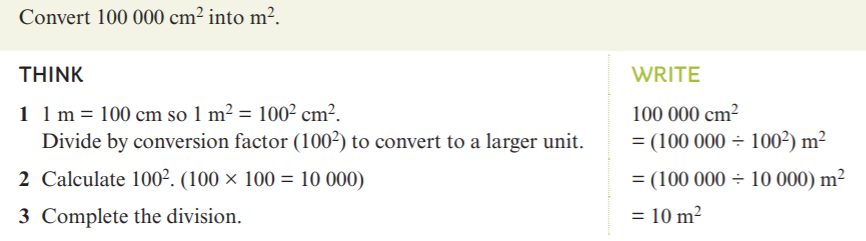 Convert 100 000 cm² into m².
THINK
1 1 m = 100 cm so 1 m² = 100² cm².
Divide by conversion factor (100²) to convert to a larger unit.
2 Calculate 100². (100 × 100 = 10 000)
3 Complete the division.
WRITE
100 000 cm²
= (100 000 ÷ 100²) m²
= (100 000 ÷ 10 000) m²
= 10 m²